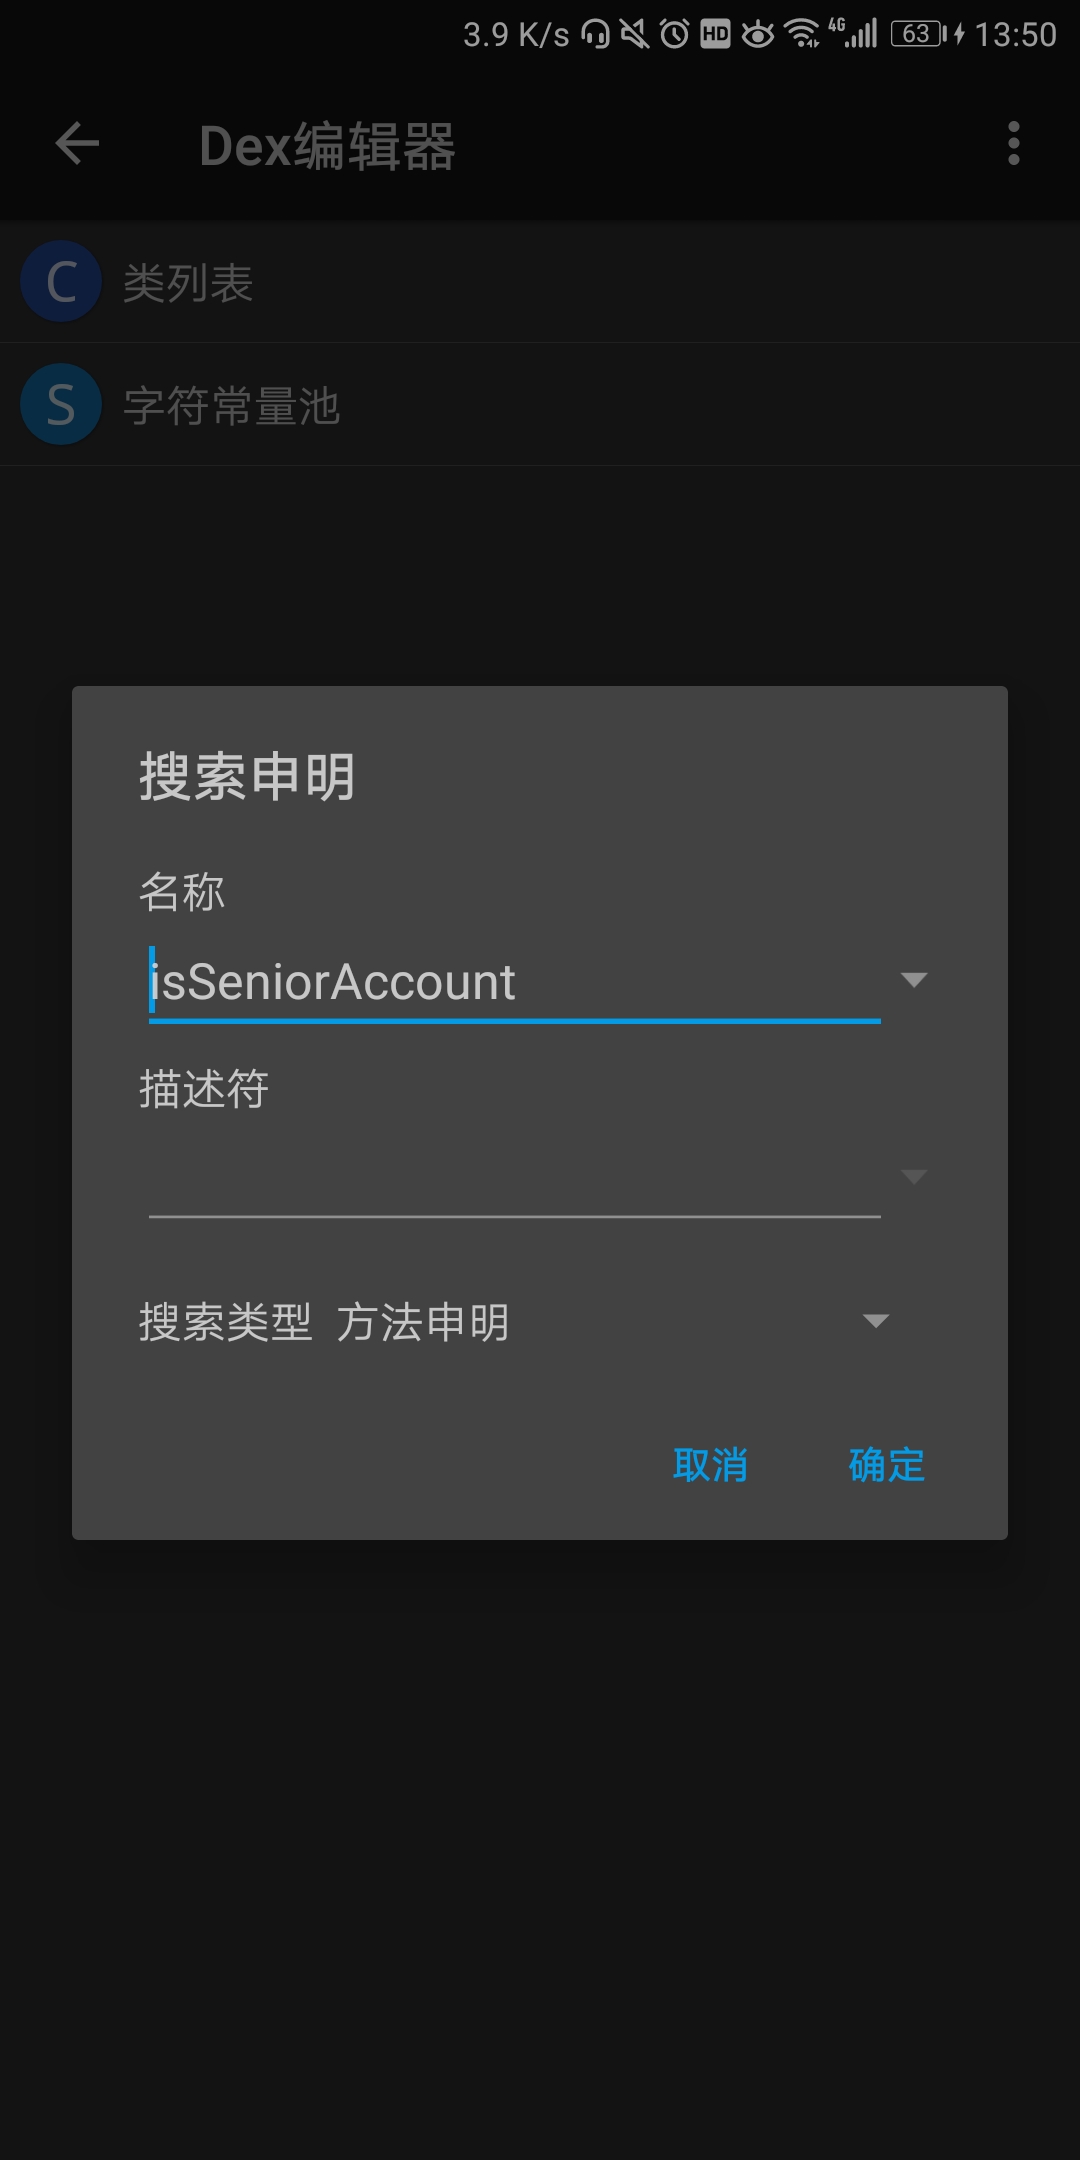 3.9 K/s HD 4G 63 13:50
Dex编辑器
C 类列表
S 字符常量池
搜索申明
名称
isSeniorAccount
描述符
搜索类型 方法申明
取消 确定